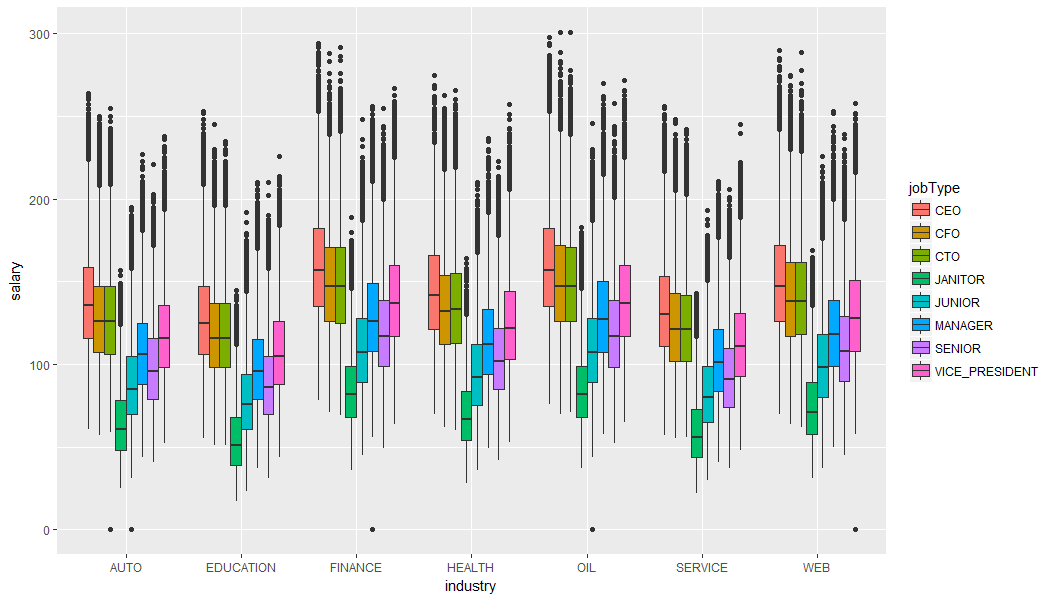 300
200
100
0
salary
AUTO EDUCATION FINANCE HEALTH OIL SERVICE WEB
industry
jobType
CEO
CFO
CTO
JANITOR
JUNIOR
MANAGER
SENIOR
VICE_PRESIDENT